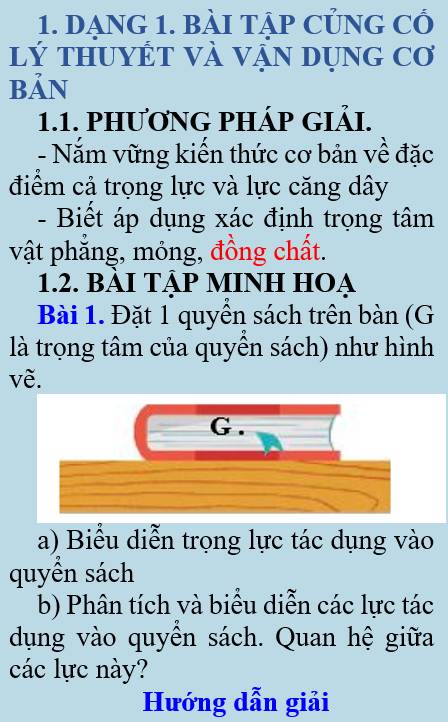 1. DẠNG 1. BÀI TẬP CỦNG CỐ
LÝ THUYẾT VÀ VẬN DỤNG CƠ
BẢN
1.1. PHƯƠNG PHÁP GIẢI.
- Nắm vững kiến thức cơ bản về đặc
điểm cả trọng lực và lực căng dây
- Biết áp dụng xác định trọng tâm
vật phẳng, mỏng, đồng chất.
1.2. BÀI TẬP MINH HOẠ
Bài 1. Đặt 1 quyển sách trên bàn (G
là trọng tâm của quyển sách) như hình
vẽ.
G .
a) Biểu diễn trọng lực tác dụng vào
quyển sách
b) Phân tích và biểu diễn các lực tác
dụng vào quyển sách. Quan hệ giữa
các lực này?
Hướng dẫn giải